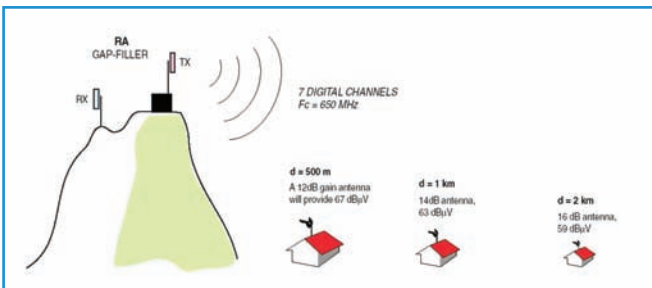 RA
GAP-FILLER
TX
RX
7 DIGITAL CHANNELS
Fc = 650 MHz
d = 500 m
A 12dB gain antenna
will provide 67 dBµV
d = 1 km
14dB antenna,
63 dBµV
d = 2 km
16 dB antenna,
59 dBµV